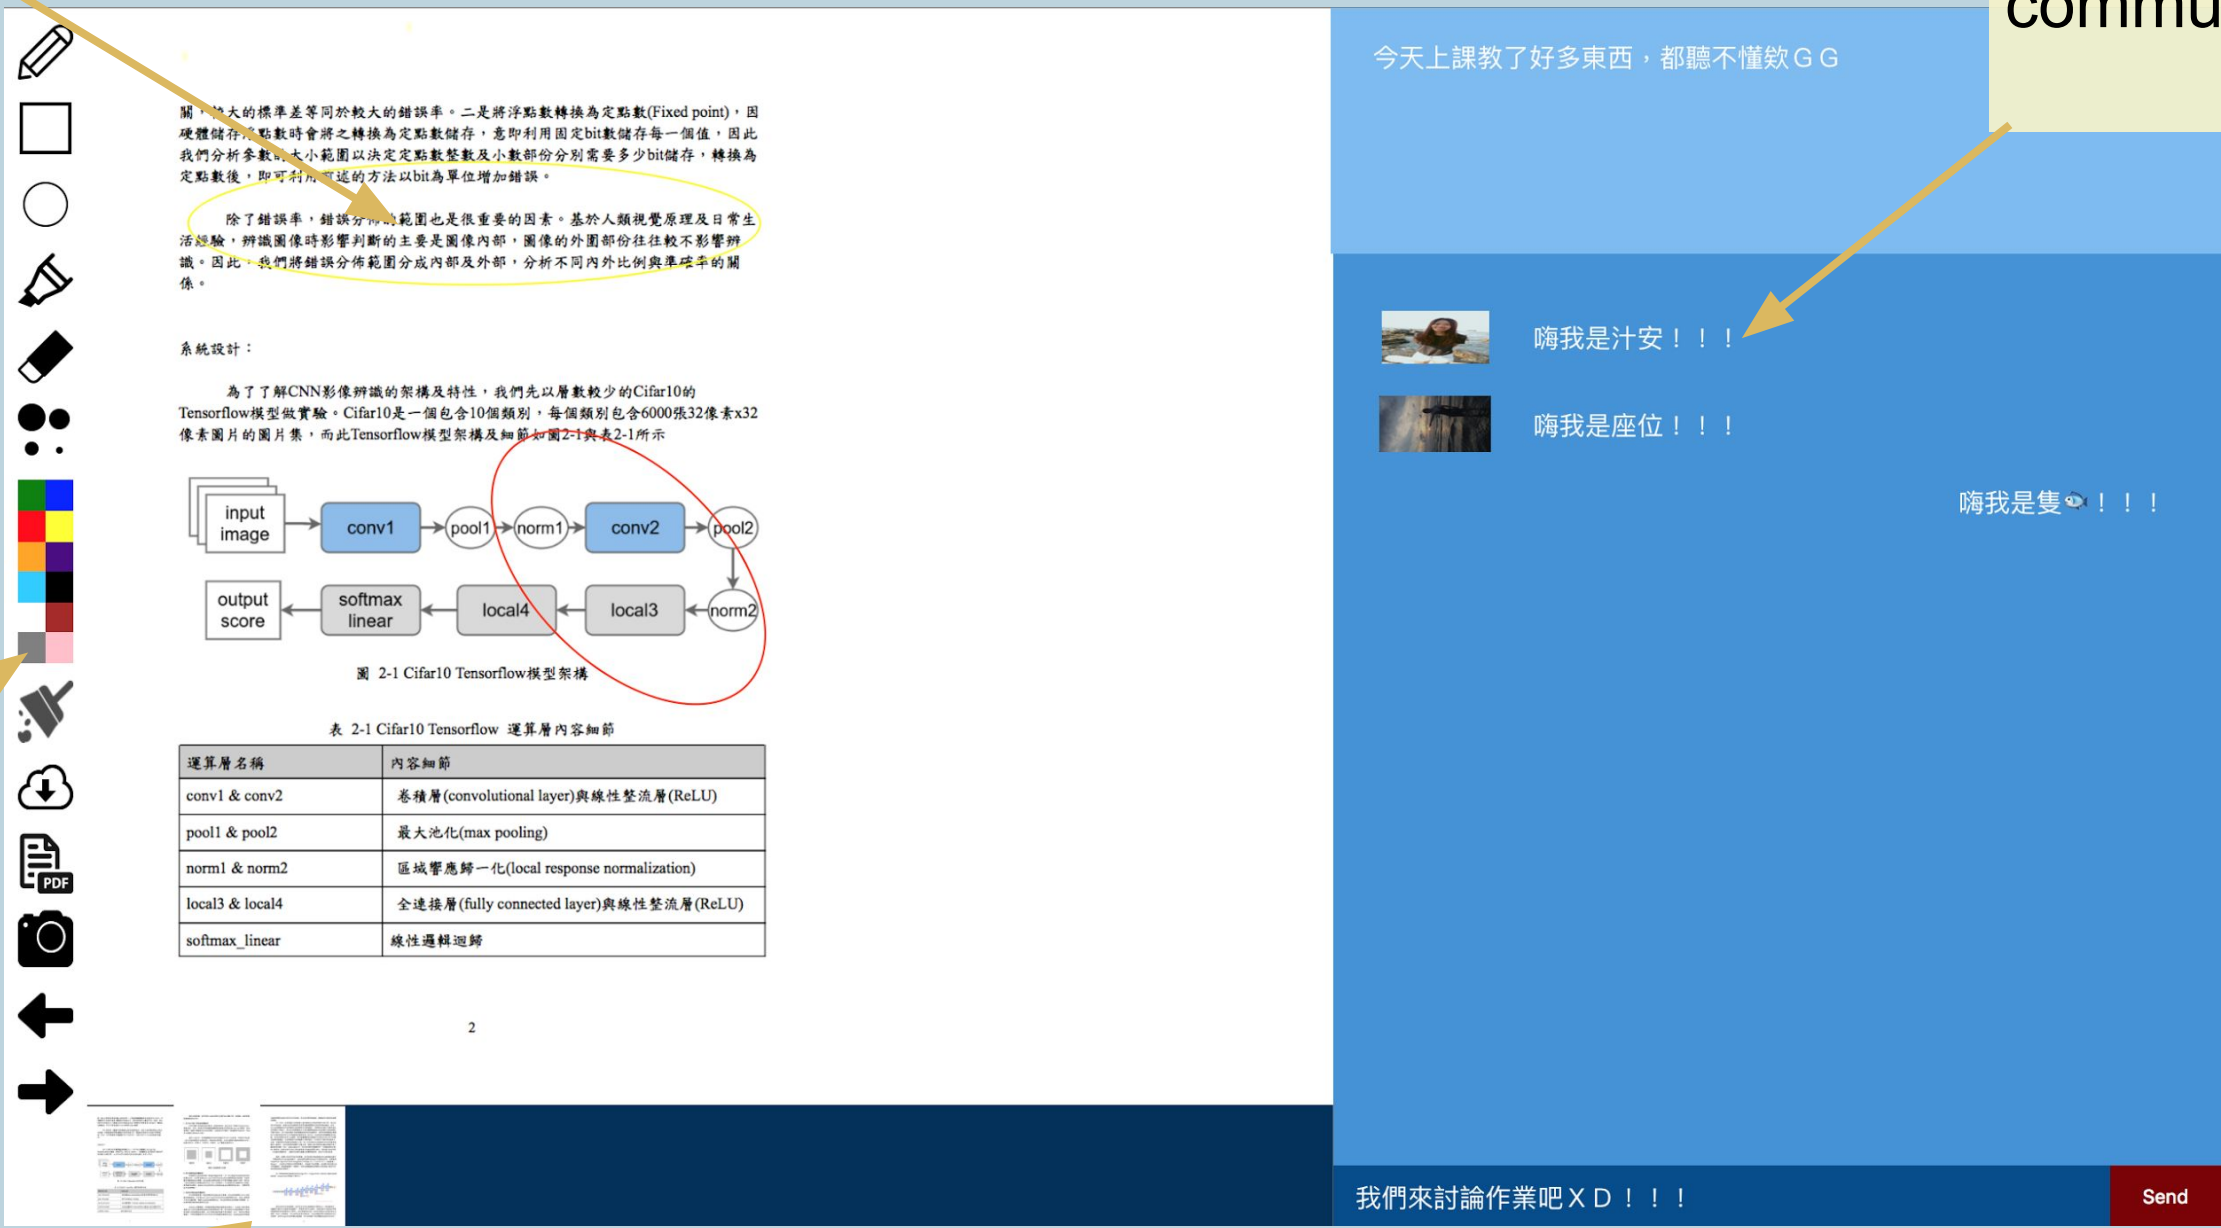 commu
關，較大的標準差等同於較大的錯誤率。二是將浮點數轉換為定點數(Fixed point)，因
硬體儲存浮點數時會將之轉換為定點數儲存，意即利用固定bit數儲存每一個值，因此
我們分析參數的大小範圍以決定定點數整數及小數部份分別需要多少bit儲存，轉換為
定點數後，即可利用前述的方法以bit為單位增加錯誤。
除了錯誤率，錯誤分佈的範圍也是很重要的因素。基於人類視覺原理及日常生
活經驗，辨識圖像時影響判斷的主要是圖像內部，圖像的外圍部份往往較不影響辨
識。因此，我們將錯誤分佈範圍分成內部及外部，分析不同內外比例與準確率的關
係。
系統設計：
為了了解CNN影像辨識的架構及特性，我們先以層數較少的Cifar10的
Tensorflow模型做實驗。Cifar10是一個包含10個類別，每個類別包含6000張32像素x32
像素圖片的圖片集，而此Tensorflow模型架構及細節如圖2-1與表2-1所示
input
image
conv1
pool1
norm1
conv2
pool2
output
score
softmax
linear
local4
local3
norm2
圖 2-1 Cifar10 Tensorflow模型架構
表 2-1 Cifar10 Tensorflow 運算層內容細節
運算層名稱 內容細節
conv1 & conv2 卷積層(convolutional layer)與線性整流層(ReLU)
pool1 & pool2 最大池化(max pooling)
norm1 & norm2 區域響應歸一化(local response normalization)
local3 & local4 全連接層(fully connected layer)與線性整流層(ReLU)
softmax_linear 線性邏輯迴歸
2
PDF
今天上課教了好多東西，都聽不懂欸ＧＧ
嗨我是汁安！！！
嗨我是座位！！！
嗨我是隻🐟！！！
我們來討論作業吧ＸＤ！！！
Send